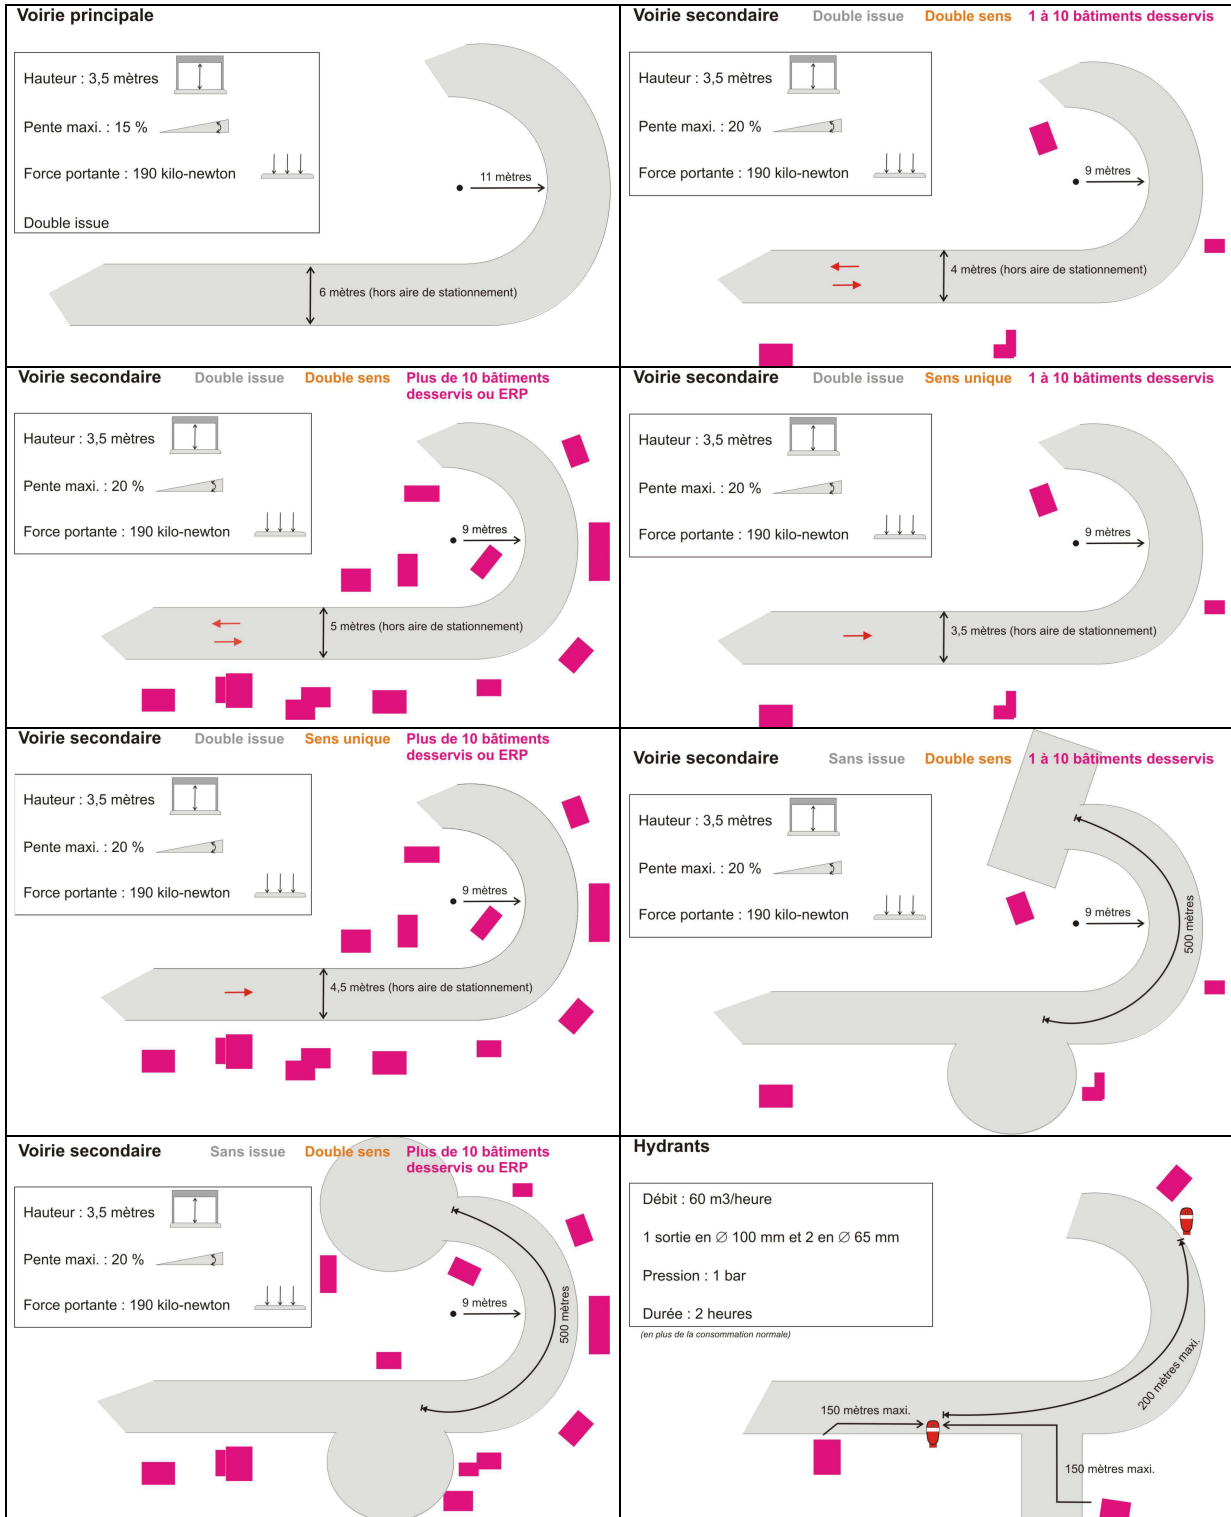 Voirie principale
Hauteur : 3,5 mètres
Pente maxi. : 15 %
Force portante : 190 kilo-newton
Double issue
11 mètres
6 mètres (hors aire de stationnement)
Voirie secondaire Double issue Double sens 1 à 10 bâtiments desservis
Hauteur : 3,5 mètres
Pente maxi. : 20 %
Force portante : 190 kilo-newton
9 mètres
4 mètres (hors aire de stationnement)
Voirie secondaire Double issue Double sens Plus de 10 bâtiments
desservis ou ERP
Hauteur : 3,5 mètres
Pente maxi. : 20 %
Force portante : 190 kilo-newton
9 mètres
5 mètres (hors aire de stationnement)
Voirie secondaire Double issue Sens unique 1 à 10 bâtiments desservis
Hauteur : 3,5 mètres
Pente maxi. : 20 %
Force portante : 190 kilo-newton
9 mètres
3,5 mètres (hors aire de stationnement)
Voirie secondaire Double issue Sens unique Plus de 10 bâtiments
desservis ou ERP
Hauteur : 3,5 mètres
Pente maxi. : 20 %
Force portante : 190 kilo-newton
9 mètres
4,5 mètres (hors aire de stationnement)
Voirie secondaire Sans issue Double sens 1 à 10 bâtiments desservis
Hauteur : 3,5 mètres
Pente maxi. : 20 %
Force portante : 190 kilo-newton
9 mètres
500 mètres
Voirie secondaire Sans issue Double sens Plus de 10 bâtiments
desservis ou ERP
Hauteur : 3,5 mètres
Pente maxi. : 20 %
Force portante : 190 kilo-newton
9 mètres
500 mètres
Hydrants
Débit : 60 m3/heure
1 sortie en ∅ 100 mm et 2 en ∅ 65 mm
Pression : 1 bar
Durée : 2 heures
(en plus de la consommation normale)
200 mètres maxi.
150 mètres maxi.
150 mètres maxi.